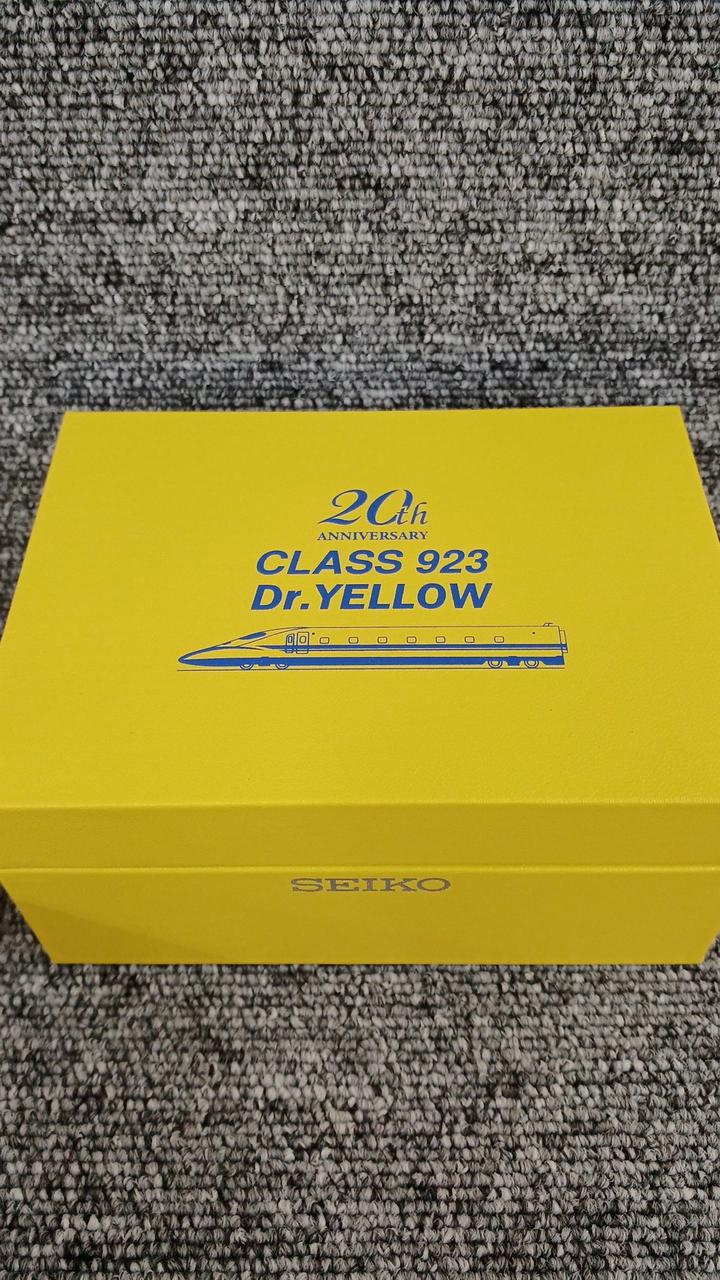 20th
ANNIVERSARY
CLASS 923
Dr.YELLOW
SEIKO